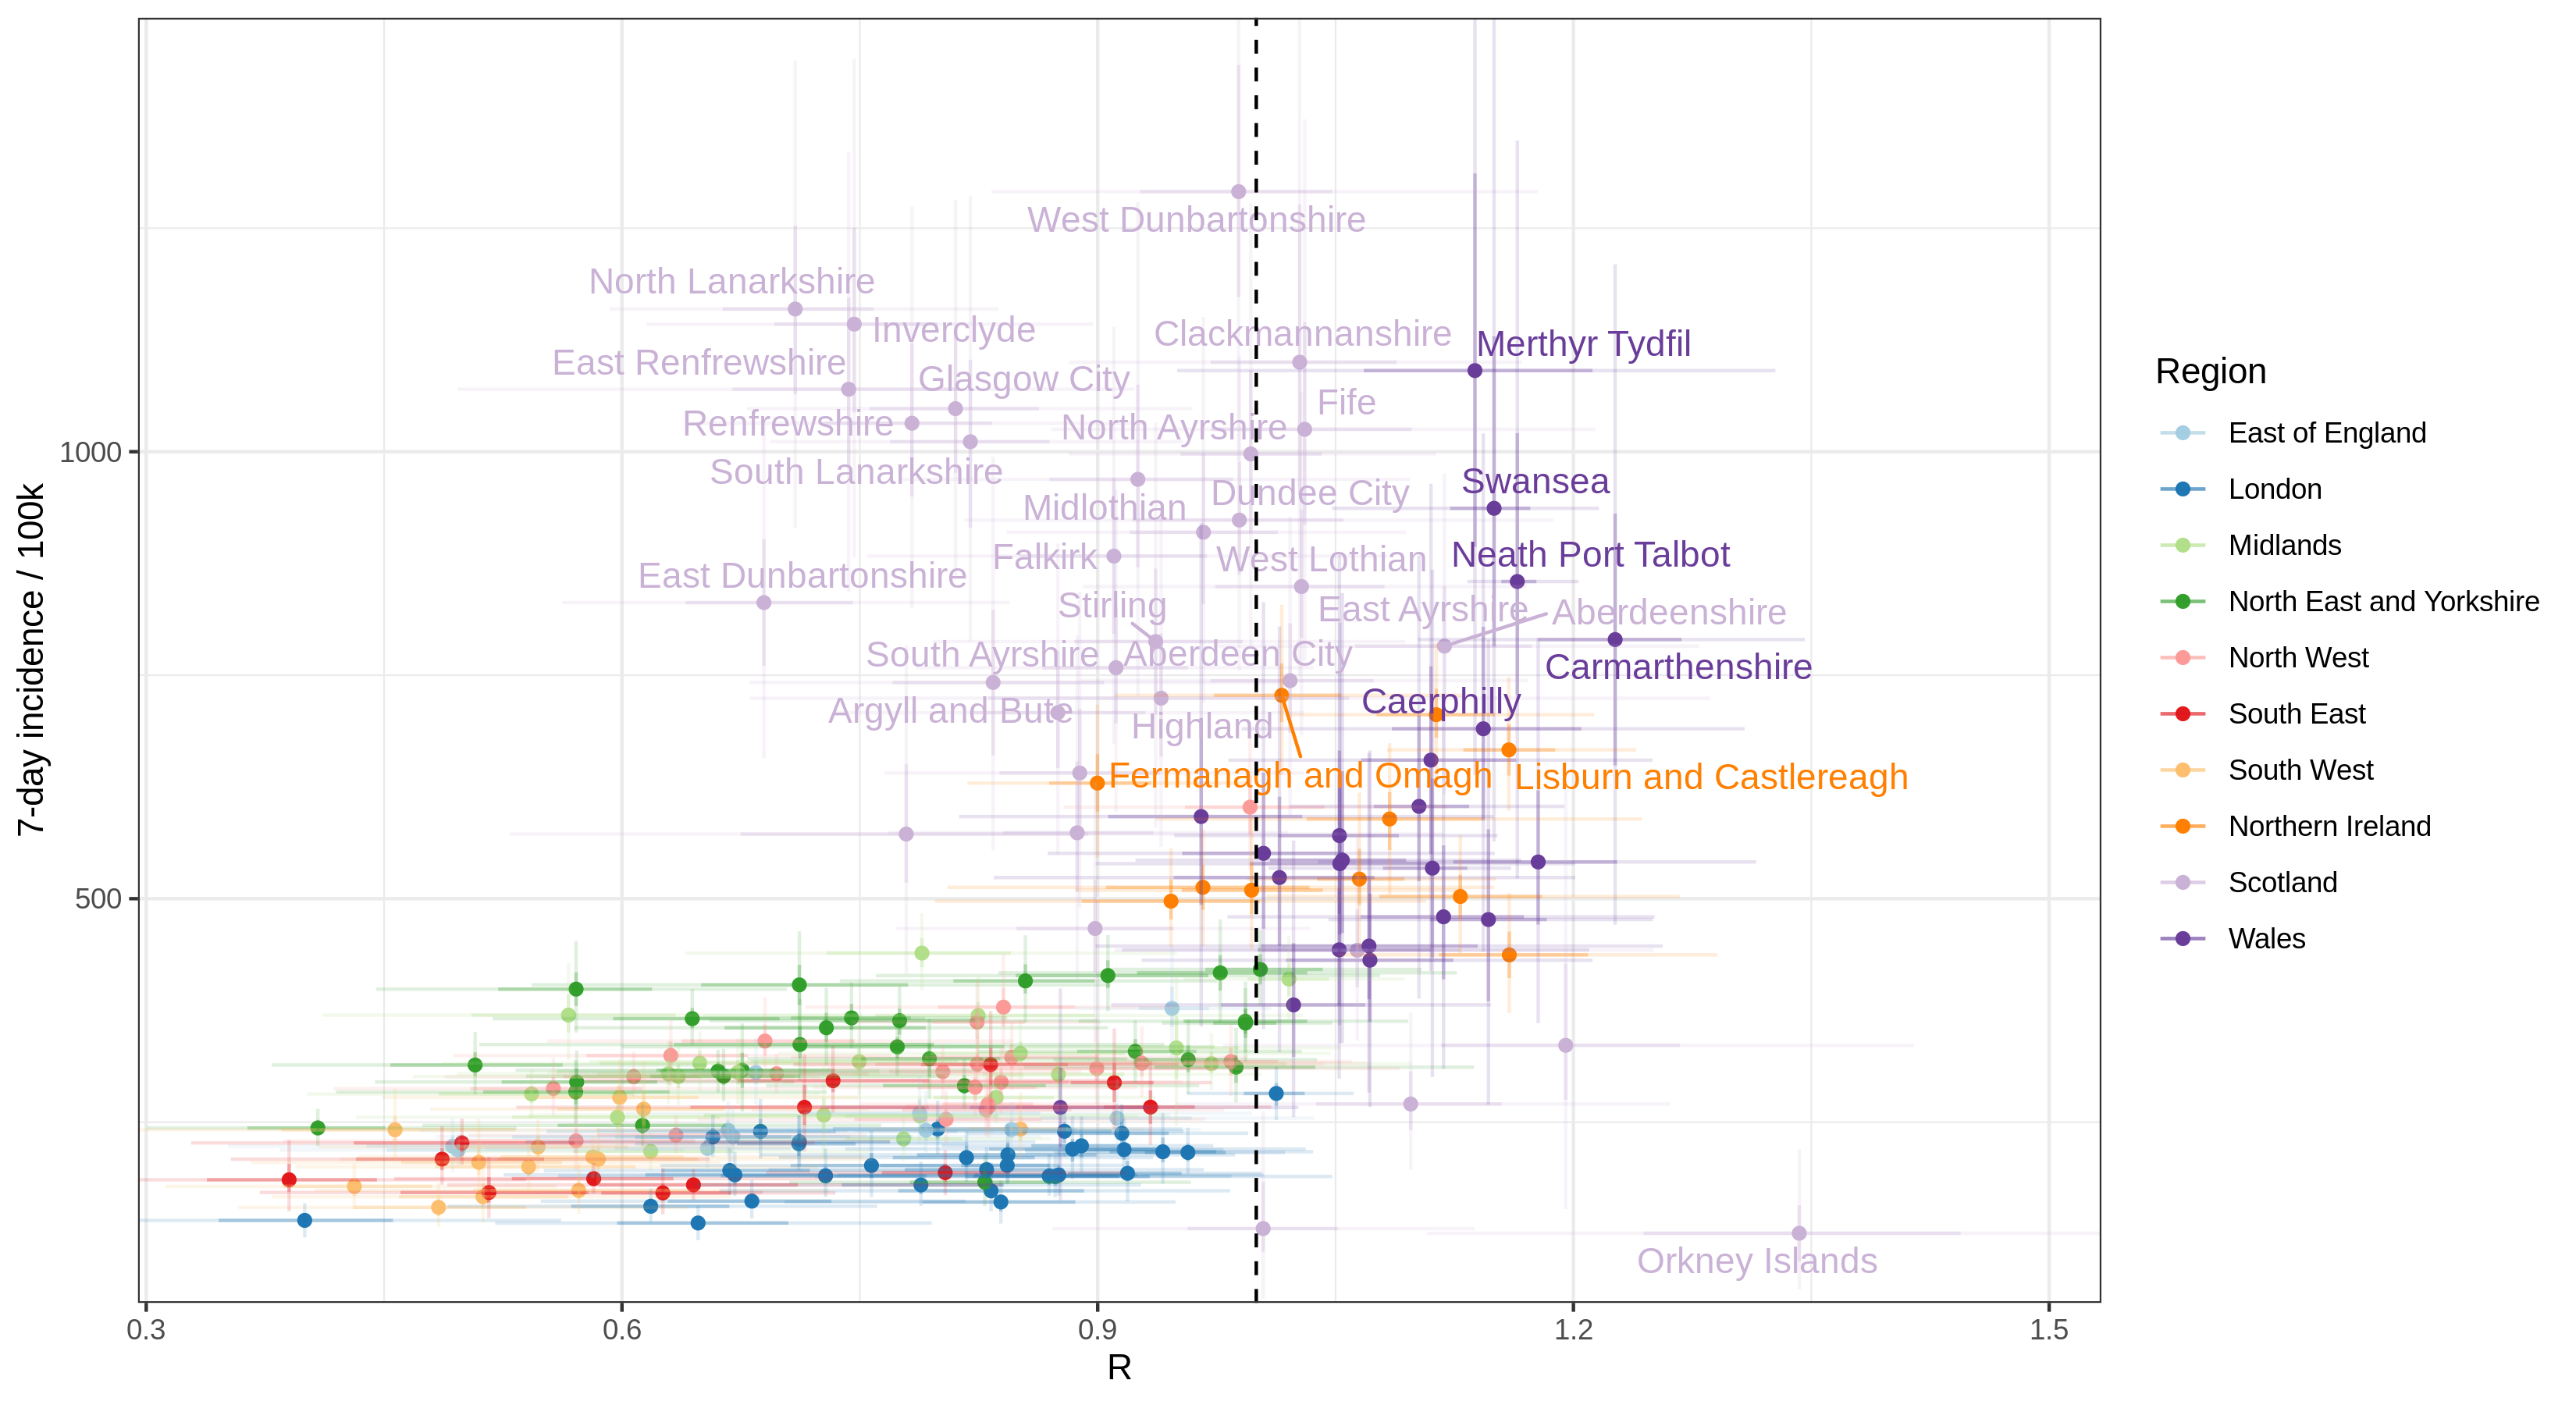 West Dunbartonshire
North Lanarkshire
Inverclyde
Clackmannanshire
Merthyr Tydfil
East Renfrewshire
Glasgow City
Fife
Renfrewshire
North Ayrshire
South Lanarkshire
Swansea
Dundee City
Midlothian
Falkirk
West Lothian
Neath Port Talbot
East Dunbartonshire
Stirling
East Ayrshire
Aberdeenshire
South Ayrshire
Aberdeen City
Carmarthenshire
Argyll and Bute
Highland
Caerphilly
Fermanagh and Omagh
Lisburn and Castlereagh
Orkney Islands
1000
500
7-day incidence / 100k
0.3
0.6
0.9
1.2
1.5
R
Region
East of England
London
Midlands
North East and Yorkshire
North West
South East
South West
Northern Ireland
Scotland
Wales